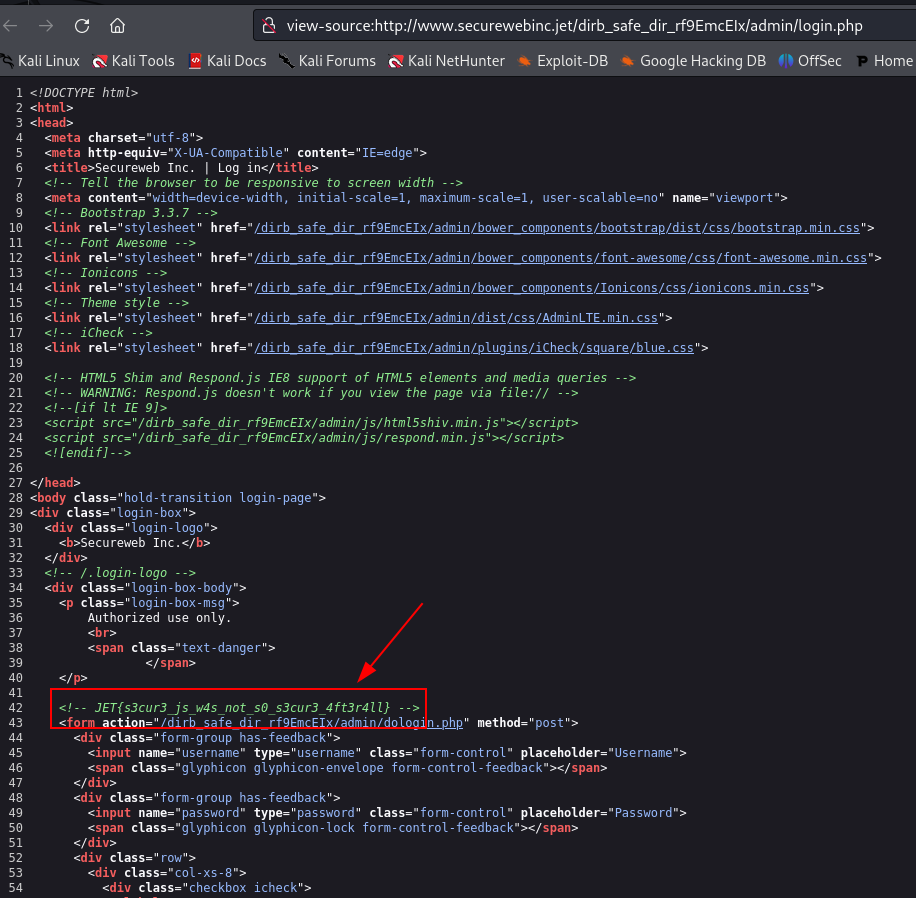 view-source:http://www.securewebinc.jet/dirb_safe_dir_rf9EmcEIx/admin/login.php
Kali Linux Kali Tools Kali Docs Kali Forums Kali NetHunter Exploit-DB Google Hacking DB OffSec Home
1 <!DOCTYPE html>
2 <html>
3 <head>
4 <meta charset="utf-8">
5 <meta http-equiv="X-UA-Compatible" content="IE=edge">
6 <title>Secureweb Inc. | Log in</title>
7 <!-- Tell the browser to be responsive to screen width -->
8 <meta content="width=device-width, initial-scale=1, maximum-scale=1, user-scalable=no" name="viewport">
9 <!-- Bootstrap 3.3.7 -->
10 <link rel="stylesheet" href="/dirb_safe_dir_rf9EmcEIx/admin/bower_components/bootstrap/dist/css/bootstrap.min.css">
11 <!-- Font Awesome -->
12 <link rel="stylesheet" href="/dirb_safe_dir_rf9EmcEIx/admin/bower_components/font-awesome/css/font-awesome.min.css">
13 <!-- Ionicons -->
14 <link rel="stylesheet" href="/dirb_safe_dir_rf9EmcEIx/admin/bower_components/Ionicons/css/ionicons.min.css">
15 <!-- Theme style -->
16 <link rel="stylesheet" href="/dirb_safe_dir_rf9EmcEIx/admin/dist/css/AdminLTE.min.css">
17 <!-- iCheck -->
18 <link rel="stylesheet" href="/dirb_safe_dir_rf9EmcEIx/admin/plugins/iCheck/square/blue.css">
19
20 <!-- HTML5 Shim and Respond.js IE8 support of HTML5 elements and media queries -->
21 <!-- WARNING: Respond.js doesn't work if you view the page via file:// -->
22 <!--[if lt IE 9]>
23 <script src="/dirb_safe_dir_rf9EmcEIx/admin/js/html5shiv.min.js"></script>
24 <script src="/dirb_safe_dir_rf9EmcEIx/admin/js/respond.min.js"></script>
25 <![endif]-->
26
27 </head>
28 <body class="hold-transition login-page">
29 <div class="login-box">
30 <div class="login-logo">
31 <b>Secureweb Inc.</b>
32 </div>
33 <!-- /.login-logo -->
34 <div class="login-box-body">
35 <p class="login-box-msg">
36 Authorized use only.
37 <br>
38 <span class="text-danger">
39 </span>
40 </p>
41
42 <!-- JET{s3cur3_js_w4s_not_s0_s3cur3_4ft3r4ll} -->
43 <form action="/dirb_safe_dir_rf9EmcEIx/admin/dologin.php" method="post">
44 <div class="form-group has-feedback">
45 <input name="username" type="username" class="form-control" placeholder="Username">
46 <span class="glyphicon glyphicon-envelope form-control-feedback"></span>
47 </div>
48 <div class="form-group has-feedback">
49 <input name="password" type="password" class="form-control" placeholder="Password">
50 <span class="glyphicon glyphicon-lock form-control-feedback"></span>
51 </div>
52 <div class="row">
53 <div class="col-xs-8">
54 <div class="checkbox icheck">